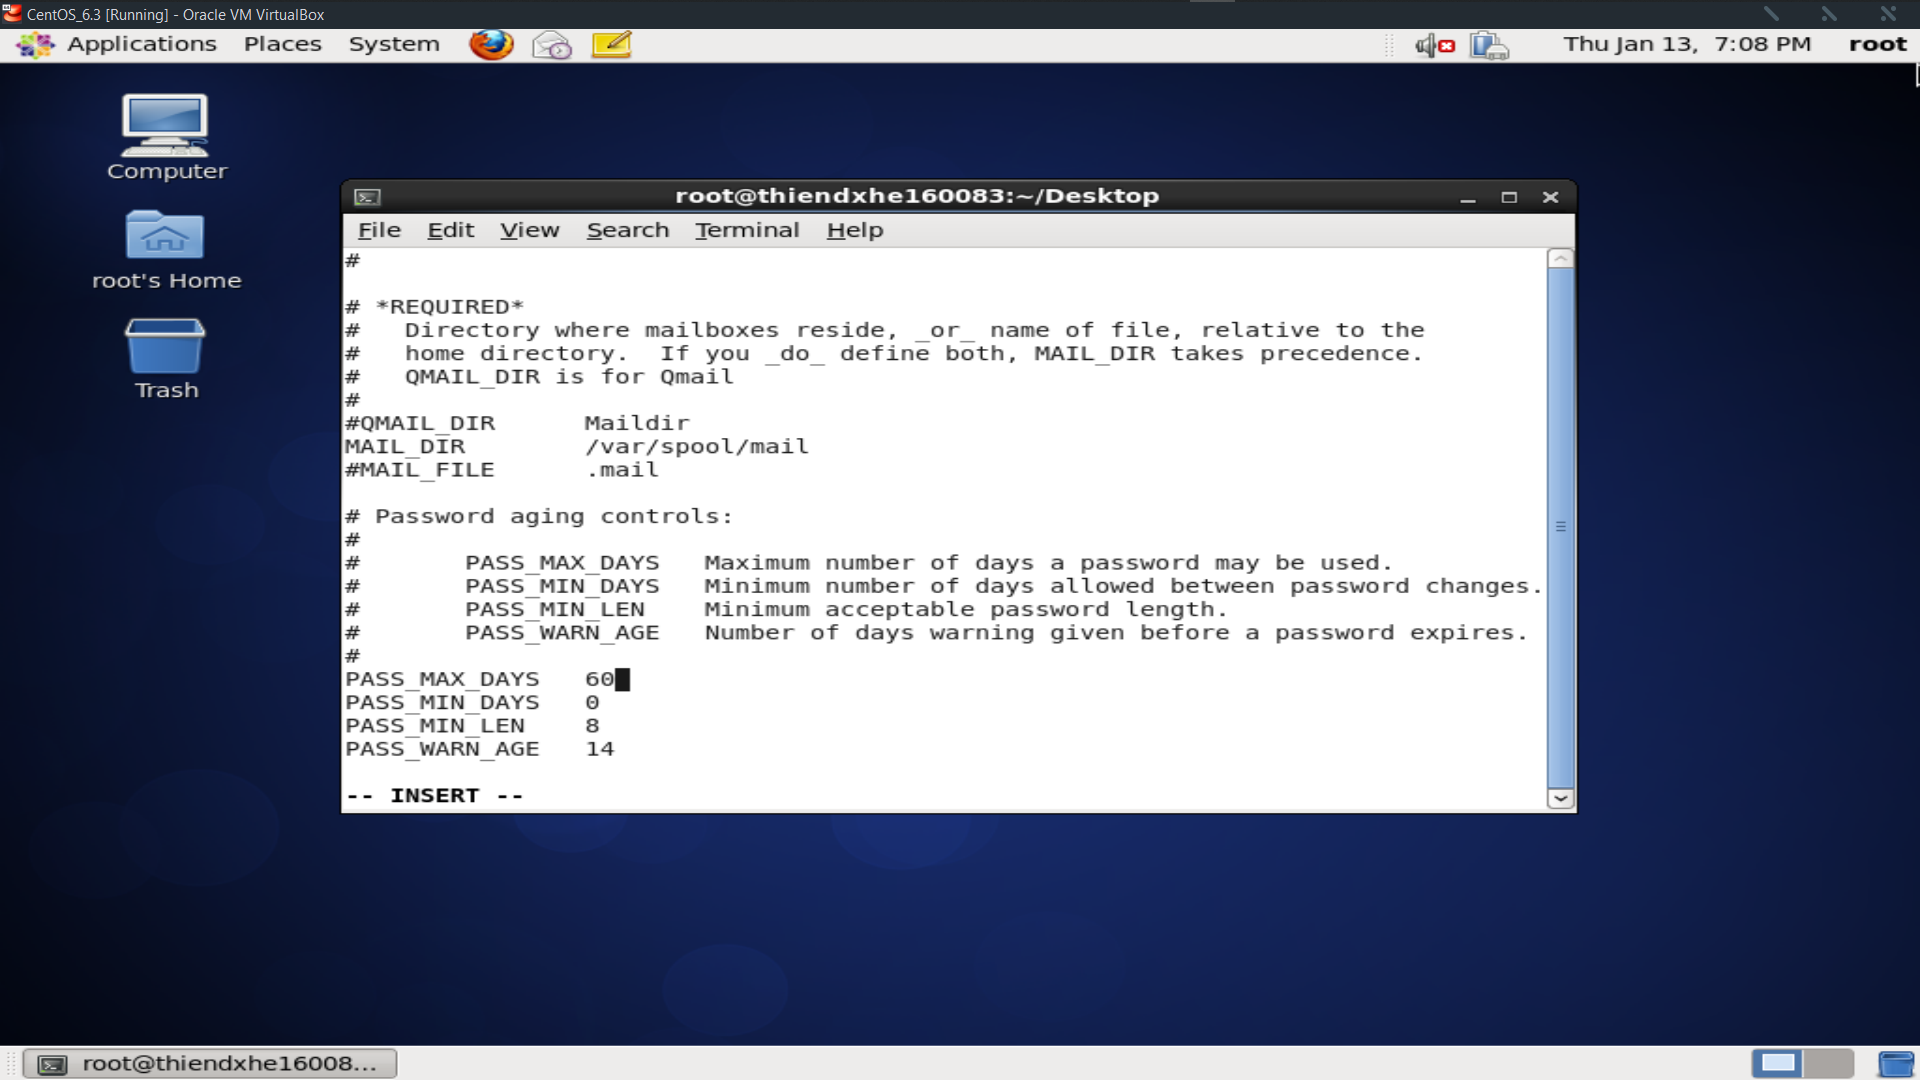 CentOS_6.3 [Running] - Oracle VM VirtualBox
Applications Places System Thu Jan 13, 7:08 PM root
Computer
root's Home
Trash
root@thiendxhe160083:~/Desktop
File Edit View Search Terminal Help
#
# *REQUIRED*
#   Directory where mailboxes reside, _or_ name of file, relative to the
#   home directory.  If you _do_ define both, MAIL_DIR takes precedence.
#   QMAIL_DIR is for Qmail
#
#QMAIL_DIR      Maildir
MAIL_DIR        /var/spool/mail
#MAIL_FILE      .mail
# Password aging controls:
#
#       PASS_MAX_DAYS   Maximum number of days a password may be used.
#       PASS_MIN_DAYS   Minimum number of days allowed between password changes.
#       PASS_MIN_LEN    Minimum acceptable password length.
#       PASS_WARN_AGE   Number of days warning given before a password expires.
#
PASS_MAX_DAYS   60
PASS_MIN_DAYS   0
PASS_MIN_LEN    8
PASS_WARN_AGE   14
-- INSERT --
root@thiendxhe16008...